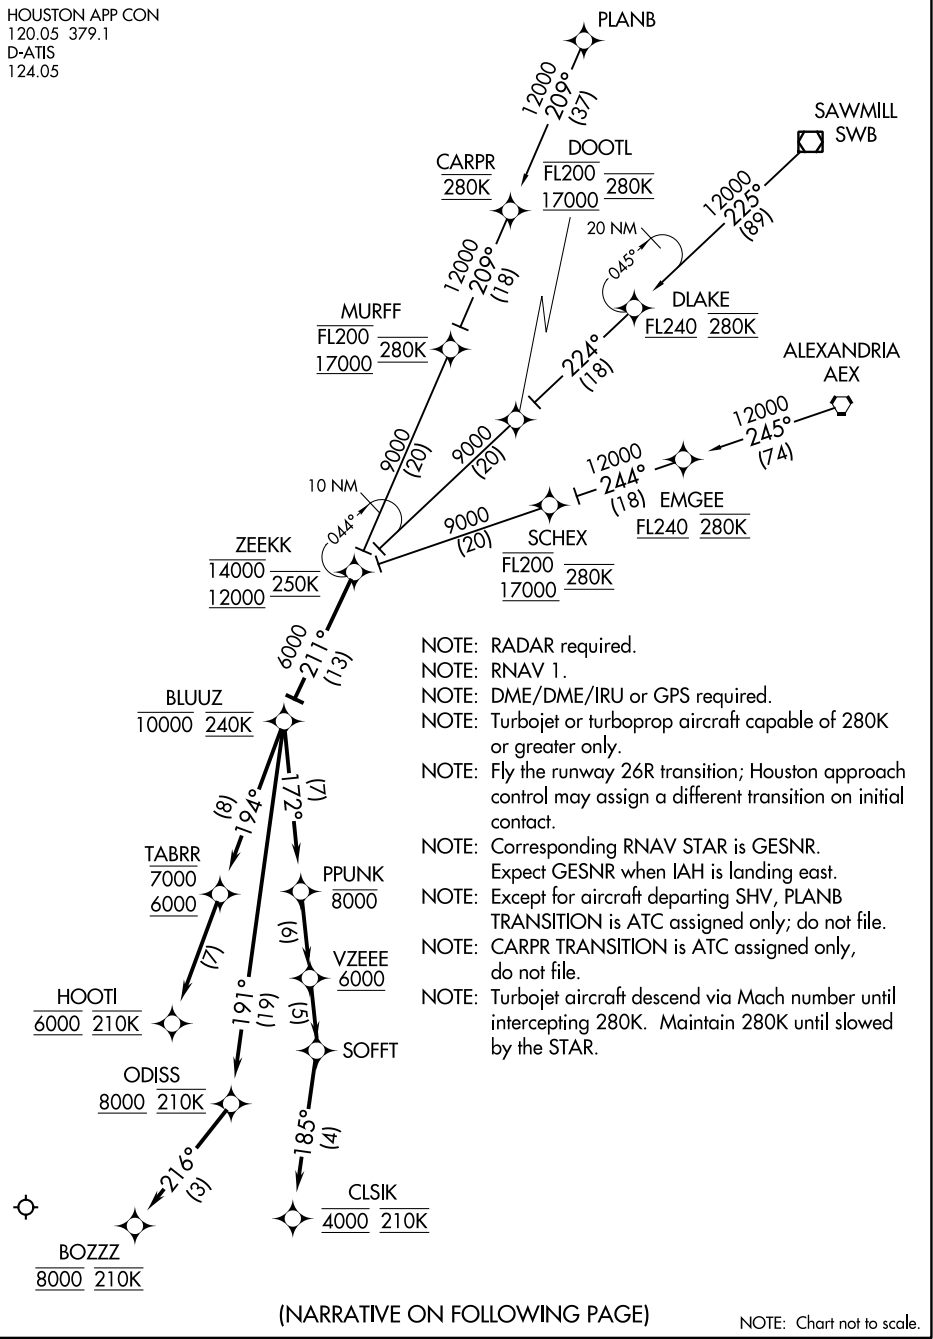 HOUSTON APP CON
120.05 379.1
D-ATIS
124.05
PLANB
12000
209°
(37)
SAWMILL
SWB
DOOTL
FL200
17000
280K
CARPR
280K
12000
225°
(89)
20 NM
045°
12000
209°
(18)
MURFF
FL200
17000
280K
DLAKE
FL240 280K
224°
(18)
ALEXANDRIA
AEX
12000
245°
(74)
9000
(20)
9000
(20)
12000
244°
(18)
EMGEE
FL240 280K
10 NM
044°
9000
(20)
SCHEX
FL200
17000
280K
ZEEKK
14000
12000
250K
6000
211°
(13)
NOTE: RADAR required.
NOTE: RNAV 1.
NOTE: DME/DME/IRU or GPS required.
NOTE: Turbojet or turboprop aircraft capable of 280K
or greater only.
NOTE: Fly the runway 26R transition; Houston approach
control may assign a different transition on initial
contact.
NOTE: Corresponding RNAV STAR is GESNR.
Expect GESNR when IAH is landing east.
NOTE: Except for aircraft departing SHV, PLANB
TRANSITION is ATC assigned only; do not file.
NOTE: CARPR TRANSITION is ATC assigned only,
do not file.
NOTE: Turbojet aircraft descend via Mach number until
intercepting 280K. Maintain 280K until slowed
by the STAR.
BLUUZ
10000 240K
(8)
194°
172°
(7)
TABRR
7000
6000
PPUNK
8000
(7)
(6)
VZEEE
6000
HOOTI
6000 210K
191°
(19)
(5)
SOFFT
ODISS
8000 210K
185°
(4)
216°
(3)
CLSIK
4000 210K
BOZZZ
8000 210K
(NARRATIVE ON FOLLOWING PAGE)
NOTE: Chart not to scale.